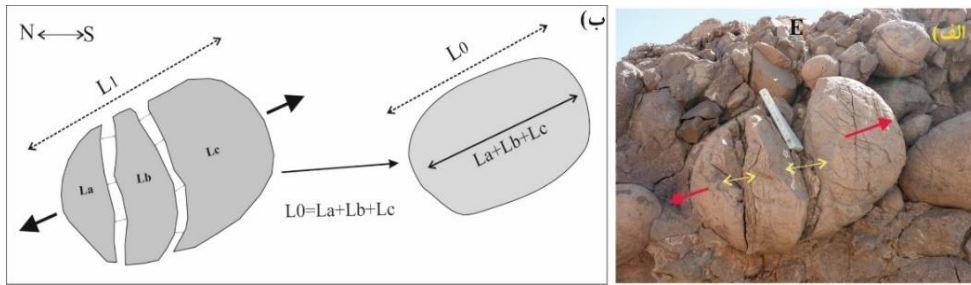 N S
L1
La
Lb
Lc
L0=La+Lb+Lc
L0
La+Lb+Lc
ب)
E
الف)